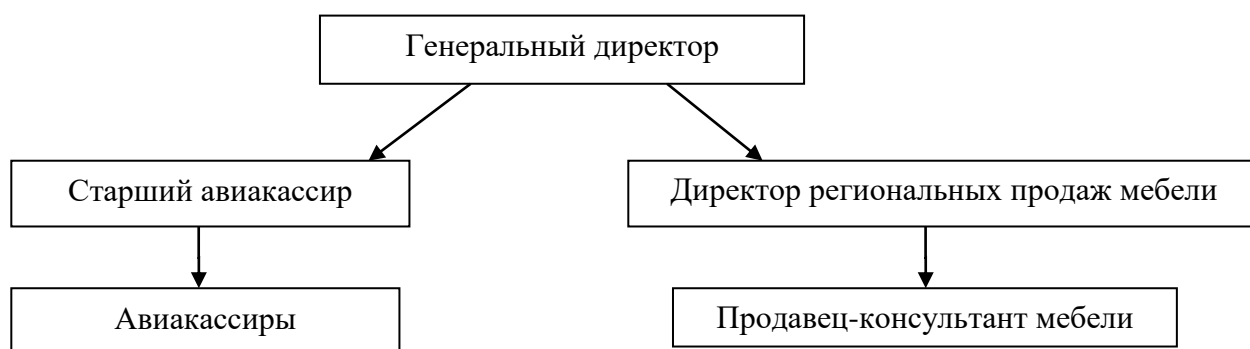 Генеральный директор
Старший авиакассир
Директор региональных продаж мебели
Авиакассиры
Продавец-консультант мебели